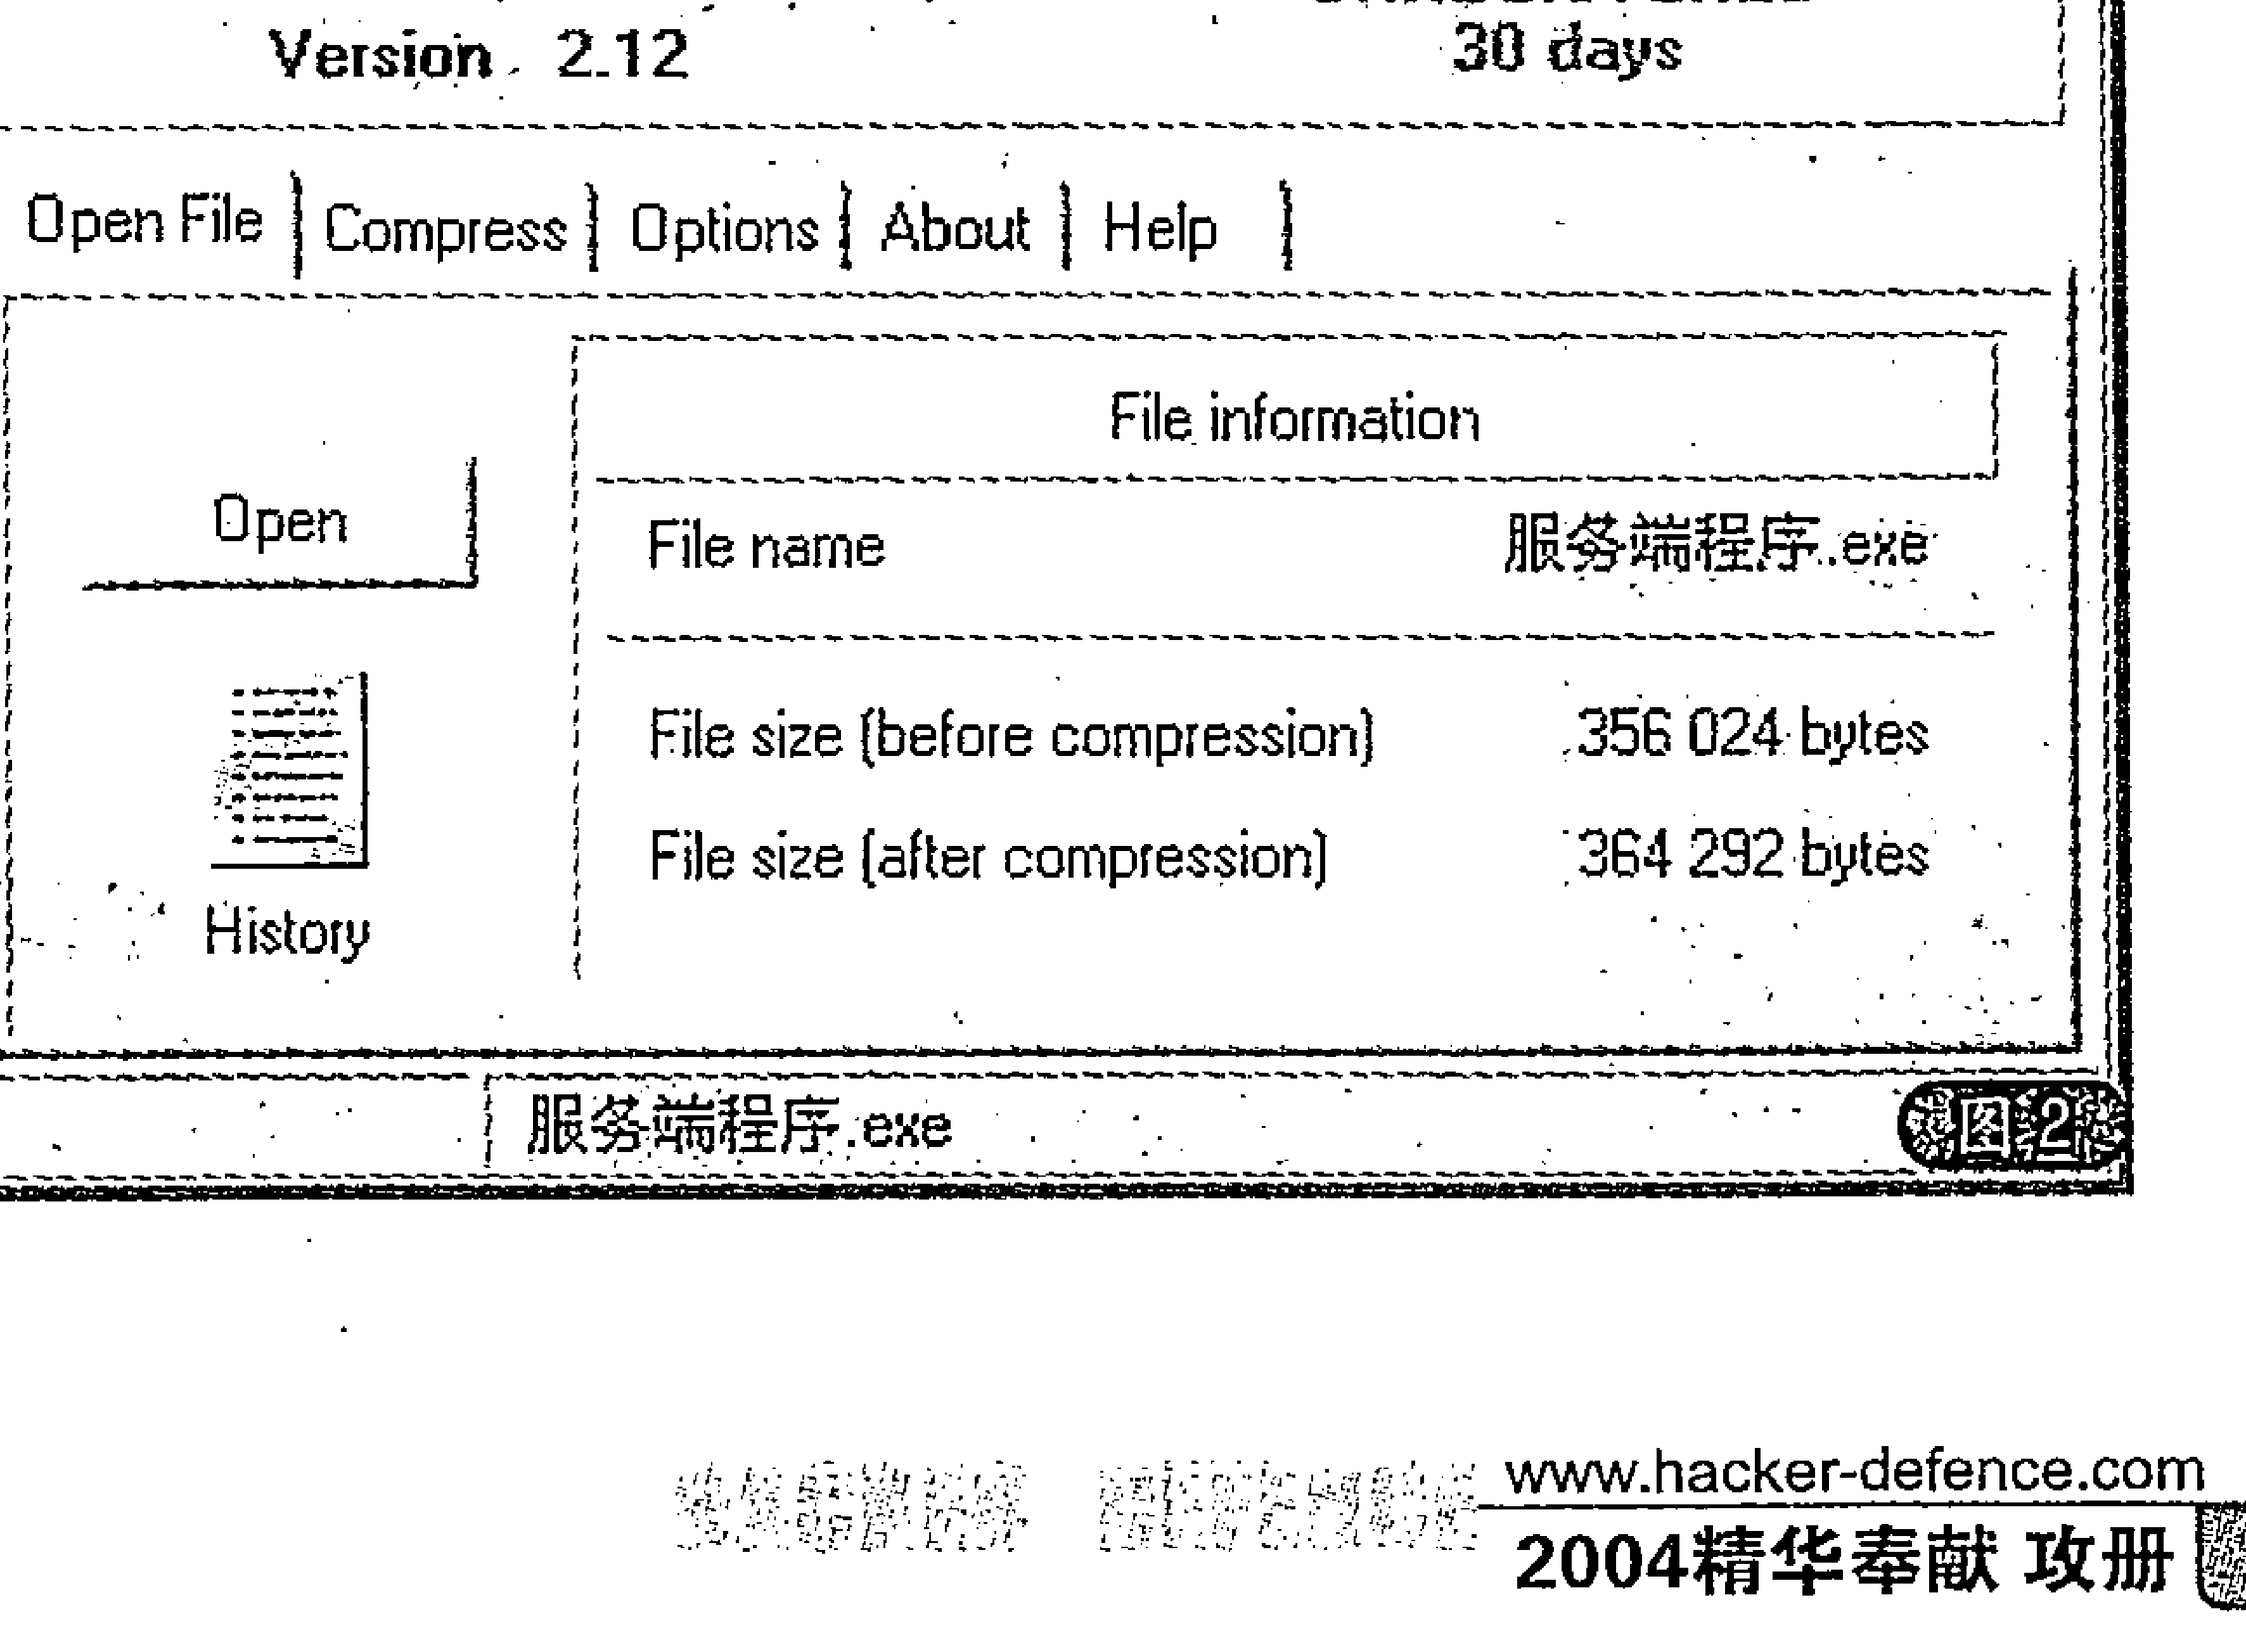 Version 2.12
30 days
Open File Compress Options About Help
File information
Open
File name 服务端程序.exe
File size (before compression) 356 024 bytes
File size (after compression) 364 292 bytes
History
服务端程序.exe
图2
HACKER DEFENCE
www.hacker-defence.com
2004精华奉献 攻册